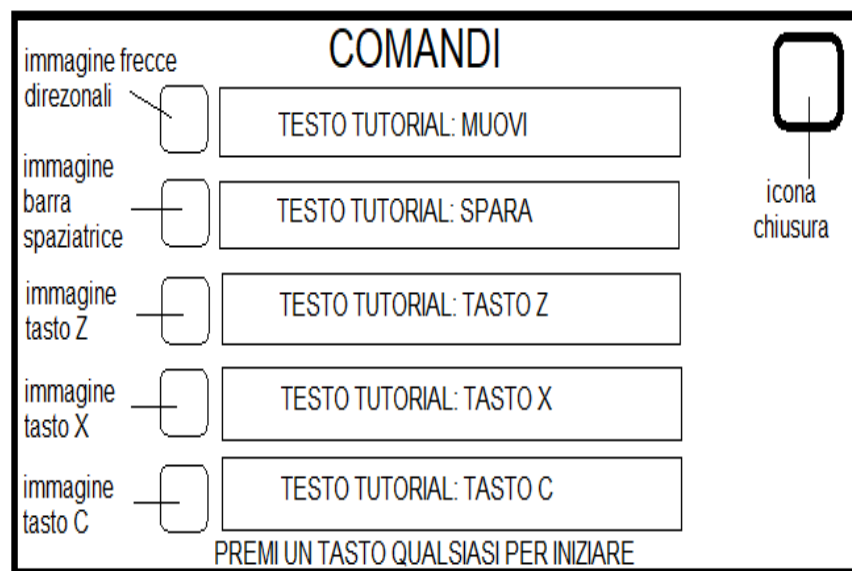 COMANDI
immagine frecce
direzonali
TESTO TUTORIAL: MUOVI
immagine
barra
spaziatrice
TESTO TUTORIAL: SPARA
icona
chiusura
immagine
tasto Z
TESTO TUTORIAL: TASTO Z
immagine
tasto X
TESTO TUTORIAL: TASTO X
immagine
tasto C
TESTO TUTORIAL: TASTO C
PREMI UN TASTO QUALSIASI PER INIZIARE